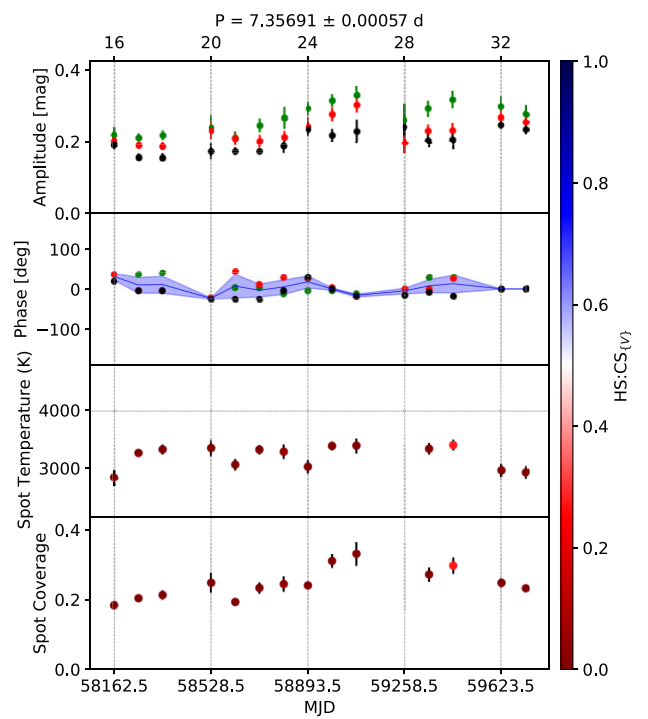 P = 7.35691 ± 0.00057 d
16 20 24 28 32
Amplitude [mag]
0.4
0.2
0.0
Phase [deg]
100
0
−100
Spot Temperature (K)
4000
3000
Spot Coverage
0.4
0.2
0.0
58162.5 58528.5 58893.5 59258.5 59623.5
MJD
1.0
0.8
0.6
0.4
0.2
0.0
HS:CS{V}